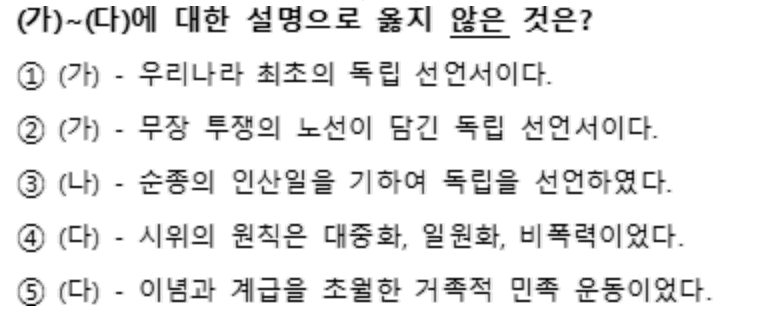 (가)~(다)에 대한 설명으로 옳지 않은 것은?
① (가) - 우리나라 최초의 독립 선언서이다.
② (가) - 무장 투쟁의 노선이 담긴 독립 선언서이다.
③ (나) - 순종의 인산일을 기하여 독립을 선언하였다.
④ (다) - 시위의 원칙은 대중화, 일원화, 비폭력이었다.
⑤ (다) - 이념과 계급을 초월한 거족적 민족 운동이었다.